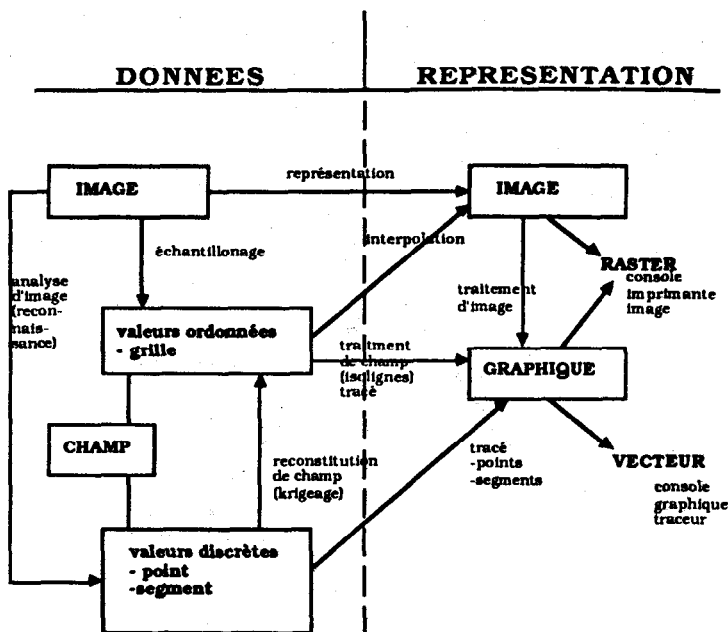 DONNEES
REPRESENTATION
IMAGE
représentation
IMAGE
échantillonage
interpolation
analyse
d'image
(recon-
nais-
sance)
RASTER
console
imprimante
image
traitement
d'image
valeurs ordonnées
- grille
traitment
de champ
(isolignes)
tracé
GRAPHIQUE
CHAMP
reconstitution
de champ
(krigeage)
tracé
-points
-segments
VECTEUR
console
graphique
traceur
valeurs discrètes
- point
-segment